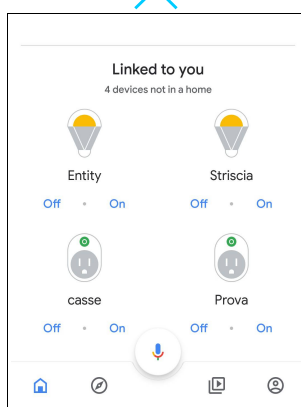 Linked to you
4 devices not in a home
Entity
Striscia
Off • On
Off • On
casse
Prova
Off • On
Off • On